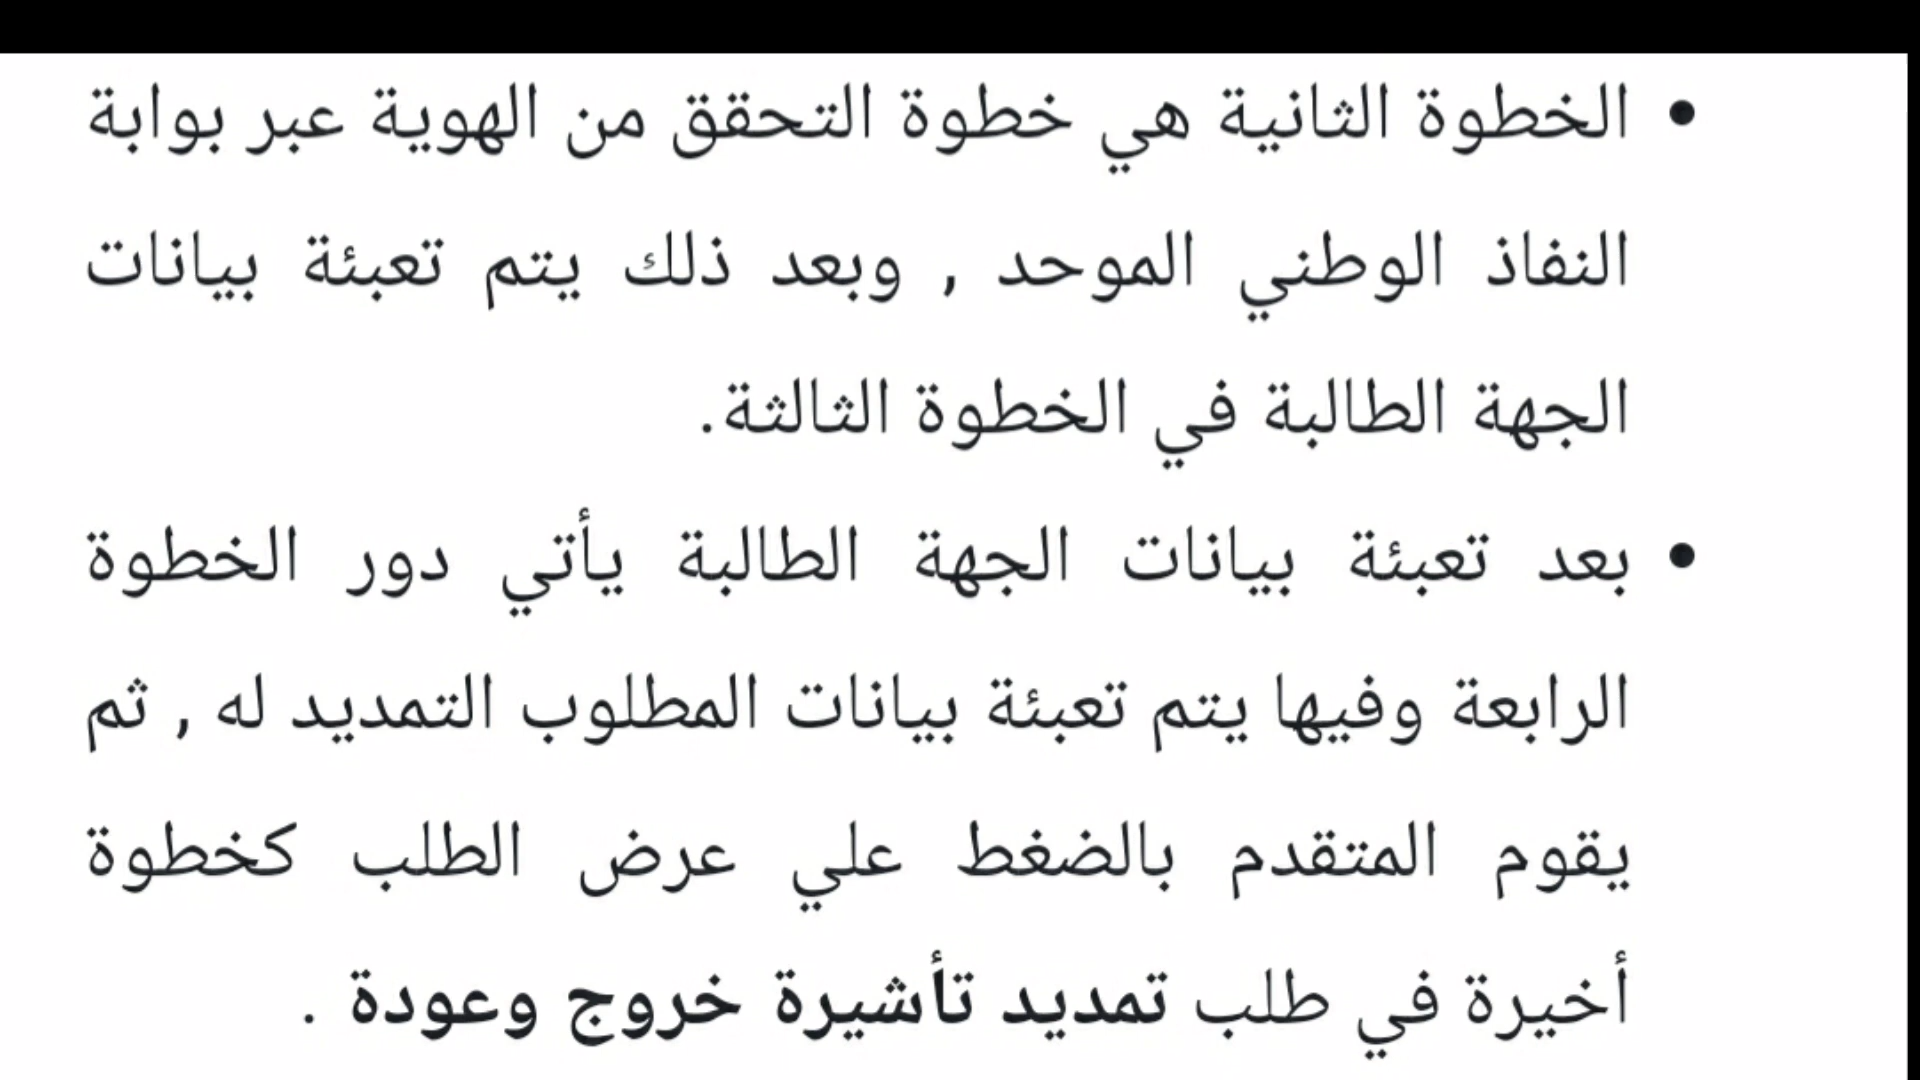 • الخطوة الثانية هي خطوة التحقق من الهوية عبر بوابة
النفاذ الوطني الموحد , وبعد ذلك يتم تعبئة بيانات
الجهة الطالبة في الخطوة الثالثة.
• بعد تعبئة بيانات الجهة الطالبة يأتي دور الخطوة
الرابعة وفيها يتم تعبئة بيانات المطلوب التمديد له , ثم
يقوم المتقدم بالضغط علي عرض الطلب كخطوة
أخيرة في طلب تمديد تأشيرة خروج وعودة .